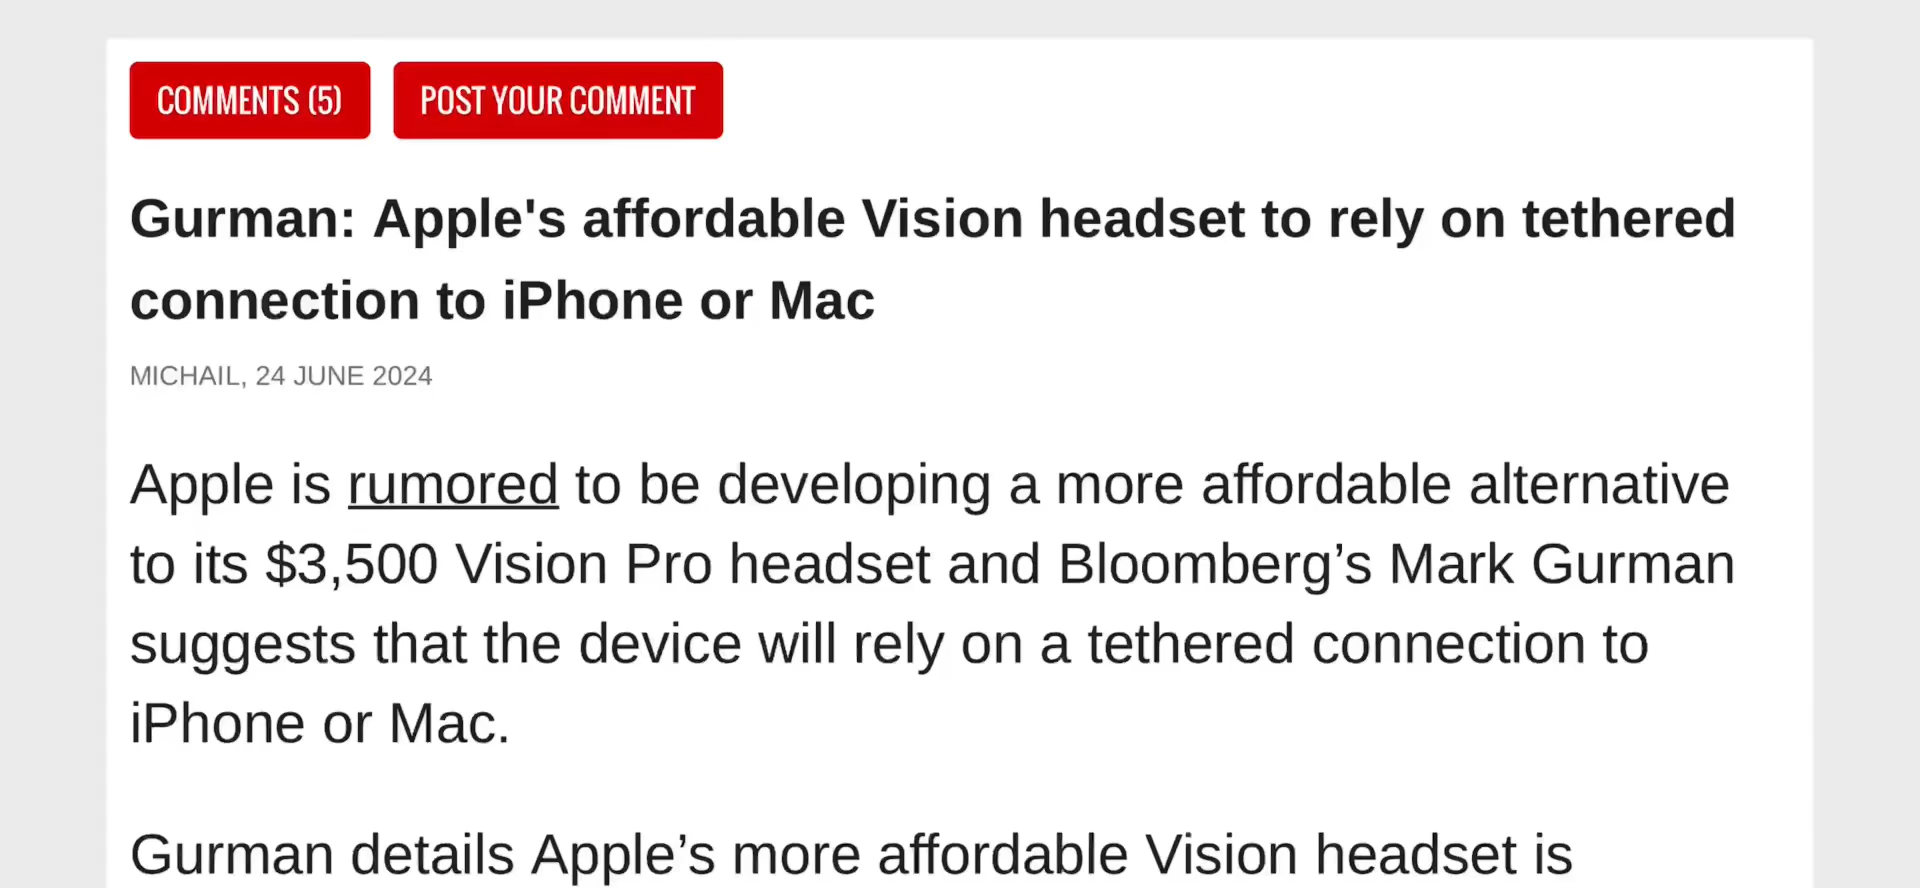 COMMENTS (5) POST YOUR COMMENT
Gurman: Apple's affordable Vision headset to rely on tethered
connection to iPhone or Mac
MICHAIL, 24 JUNE 2024
Apple is rumored to be developing a more affordable alternative
to its $3,500 Vision Pro headset and Bloomberg’s Mark Gurman
suggests that the device will rely on a tethered connection to
iPhone or Mac.
Gurman details Apple’s more affordable Vision headset is